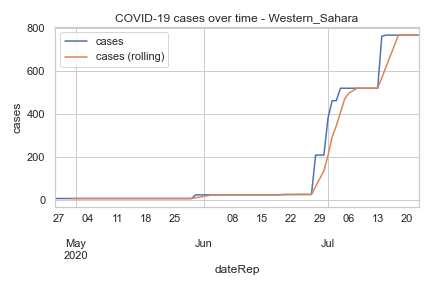 COVID-19 cases over time - Western_Sahara
cases
cases (rolling)
800
600
400
200
0
cases
27 04 11 18 25 08 15 22 29 06 13 20
May Jun Jul
2020
dateRep